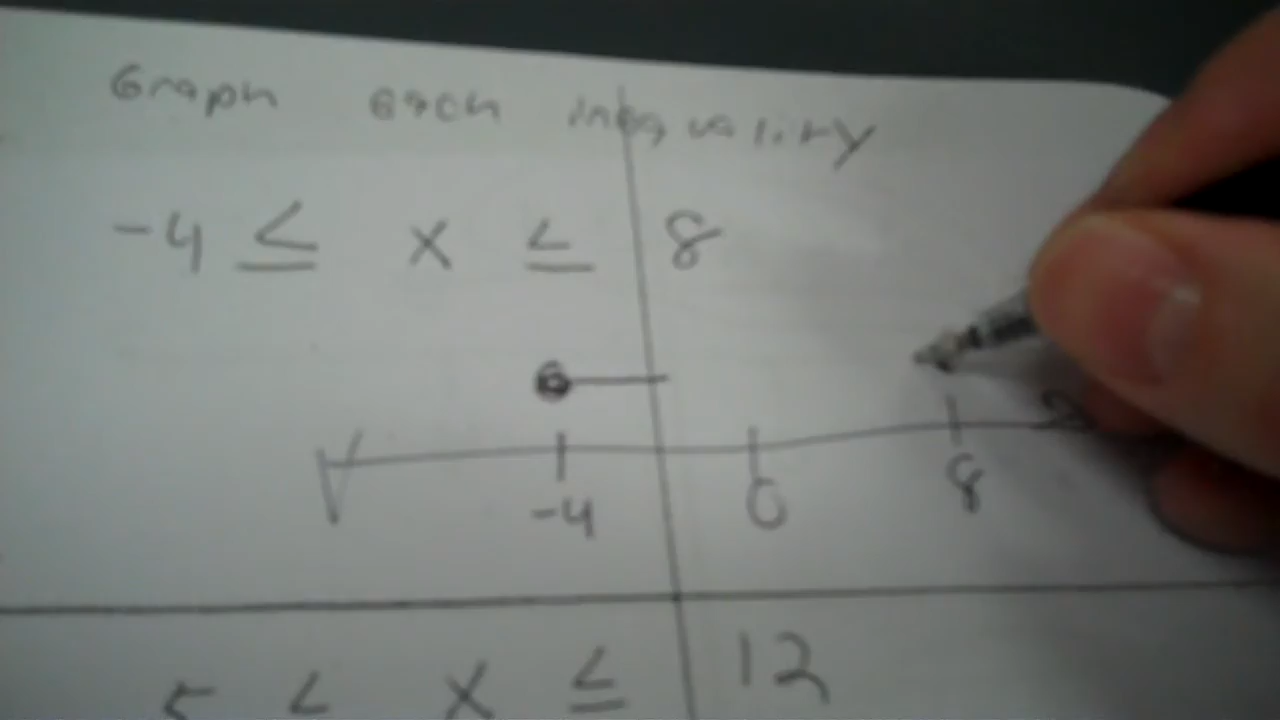 Graph each inequality
-4 ≤ x ≤ 8
-4 0 8
5 < x ≤ 12